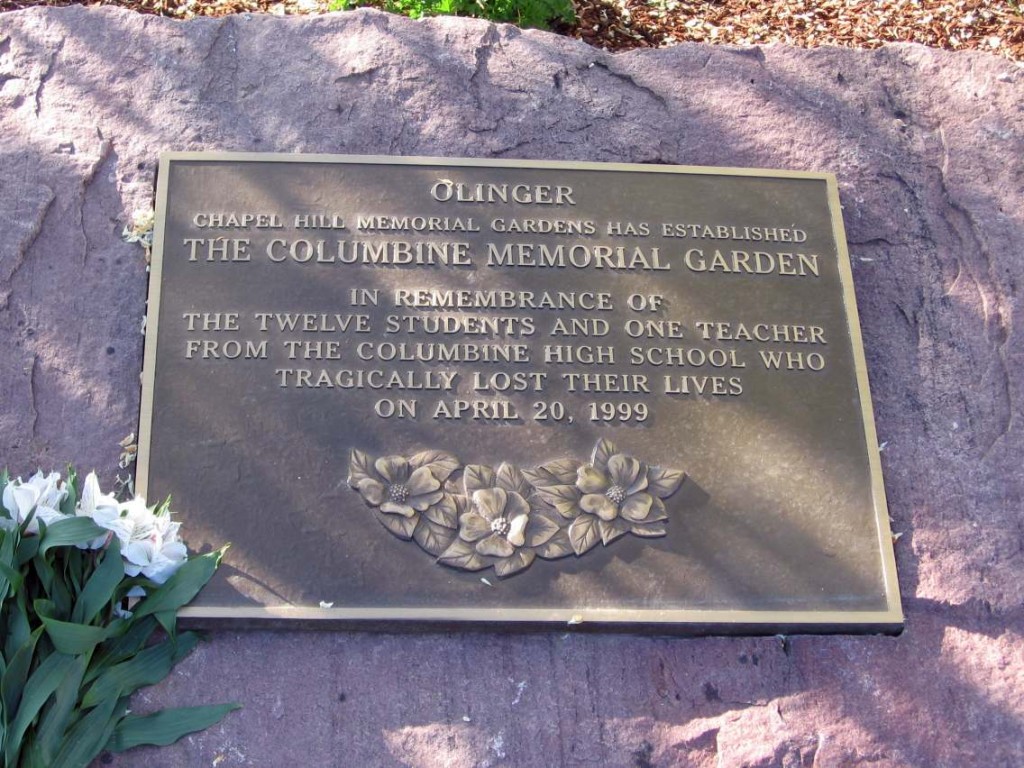 OLINGER
CHAPEL HILL MEMORIAL GARDENS HAS ESTABLISHED
THE COLUMBINE MEMORIAL GARDEN
IN REMEMBRANCE OF
THE TWELVE STUDENTS AND ONE TEACHER
FROM THE COLUMBINE HIGH SCHOOL WHO
TRAGICALLY LOST THEIR LIVES
ON APRIL 20, 1999